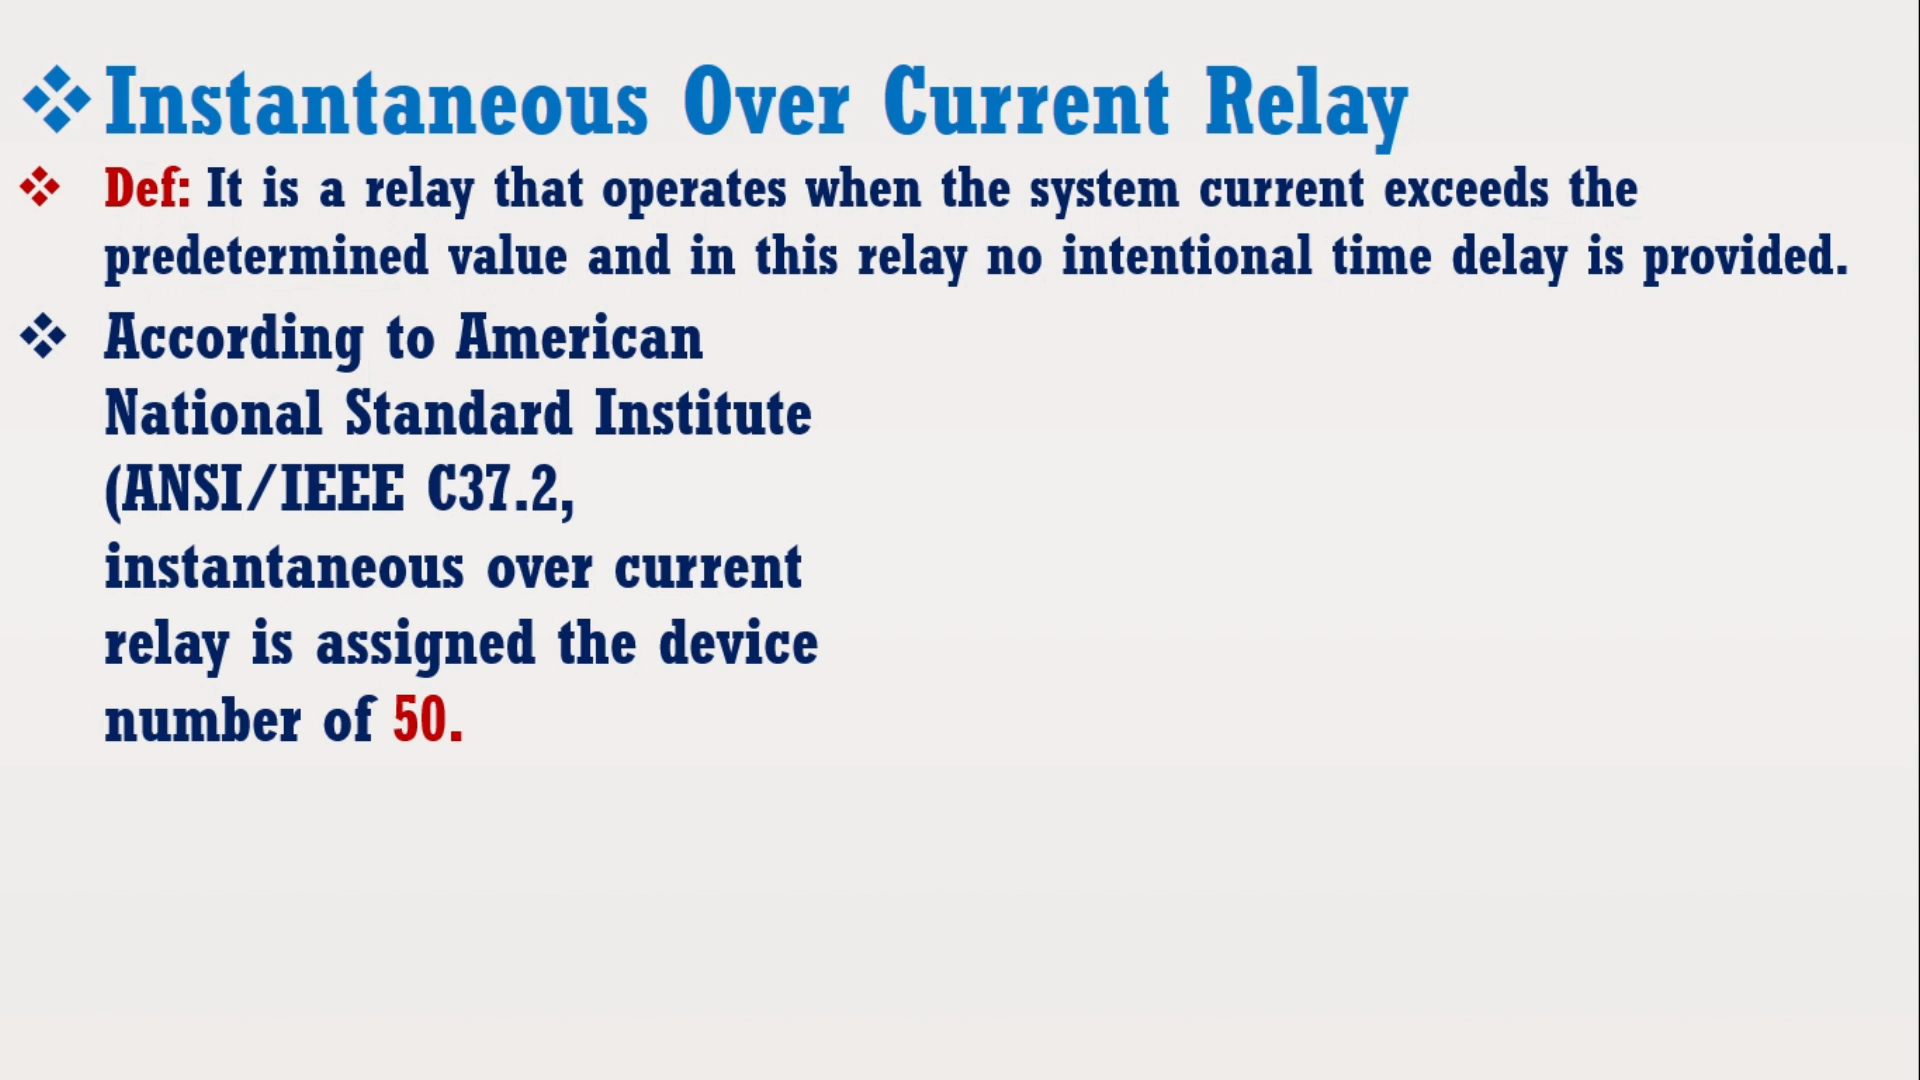 Instantaneous Over Current Relay
Def: It is a relay that operates when the system current exceeds the
predetermined value and in this relay no intentional time delay is provided.
According to American
National Standard Institute
(ANSI/IEEE C37.2,
instantaneous over current
relay is assigned the device
number of 50.